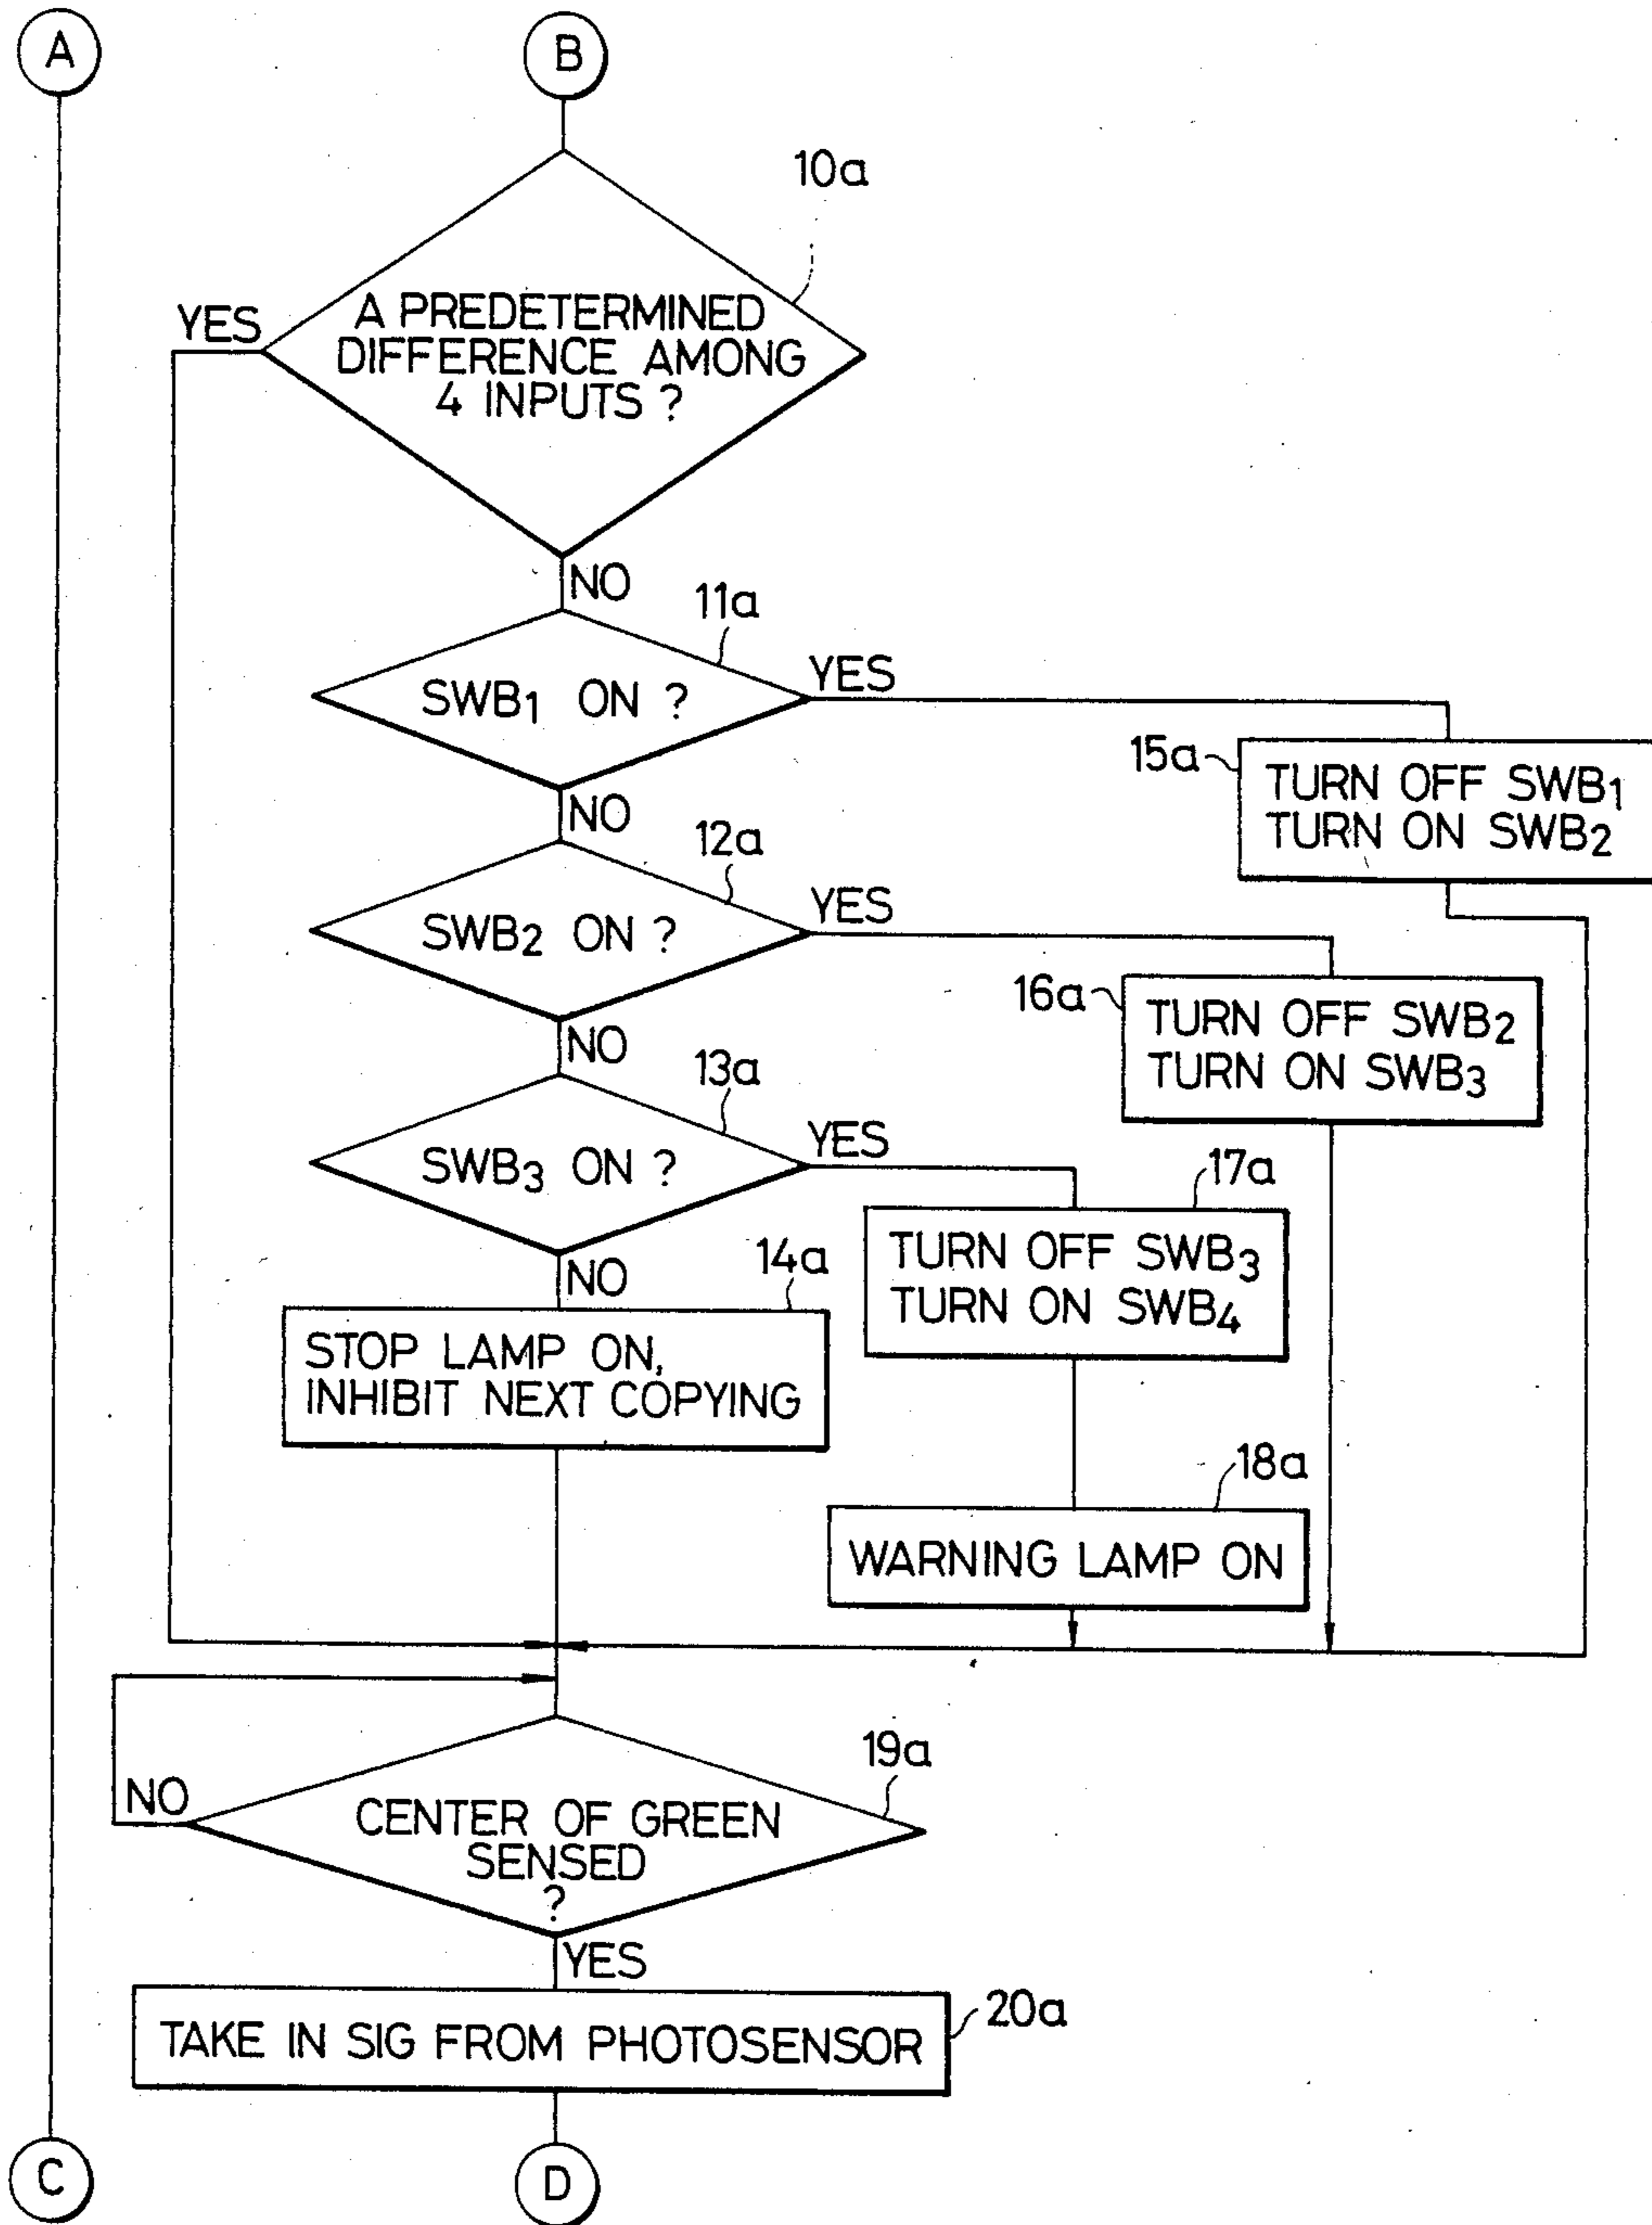 A
B
10a
YES
A PREDETERMINED
DIFFERENCE AMONG
4 INPUTS ?
NO
11a
SWB1 ON ?
YES
15a
TURN OFF SWB1
TURN ON SWB2
NO
12a
SWB2 ON ?
YES
16a
TURN OFF SWB2
TURN ON SWB3
NO
13a
SWB3 ON ?
YES
17a
TURN OFF SWB3
TURN ON SWB4
NO
14a
STOP LAMP ON,
INHIBIT NEXT COPYING
18a
WARNING LAMP ON
19a
NO
CENTER OF GREEN
SENSED
?
YES
20a
TAKE IN SIG FROM PHOTOSENSOR
C
D